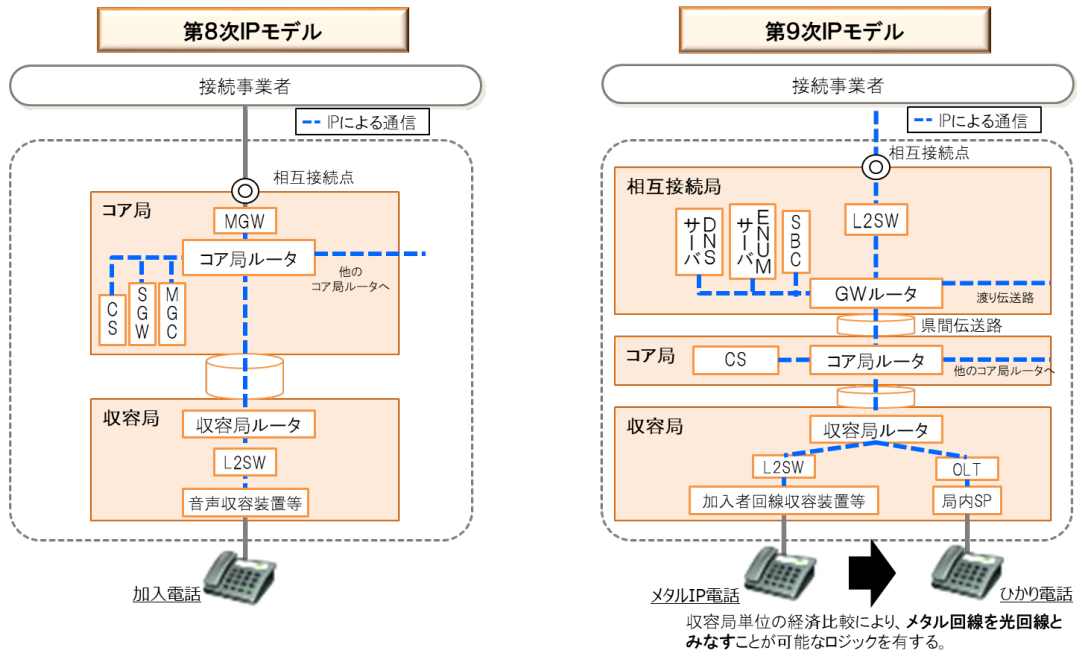 第8次IPモデル
接続事業者
IPによる通信
相互接続点
コア局
MGW
コア局ルータ
他の
コア局ルータへ
CS
SGW
MGC
収容局
収容局ルータ
L2SW
音声収容装置等
加入電話
第9次IPモデル
接続事業者
IPによる通信
相互接続点
相互接続局
DNS
サーバ
ENUM
サーバ
SBC
L2SW
GWルータ
渡り伝送路
県間伝送路
コア局
CS
コア局ルータ
他のコア局ルータへ
収容局
収容局ルータ
L2SW
OLT
加入者回線収容装置等
局内SP
メタルIP電話
ひかり電話
収容局単位の経済比較により、メタル回線を光回線と
みなすことが可能なロジックを有する。